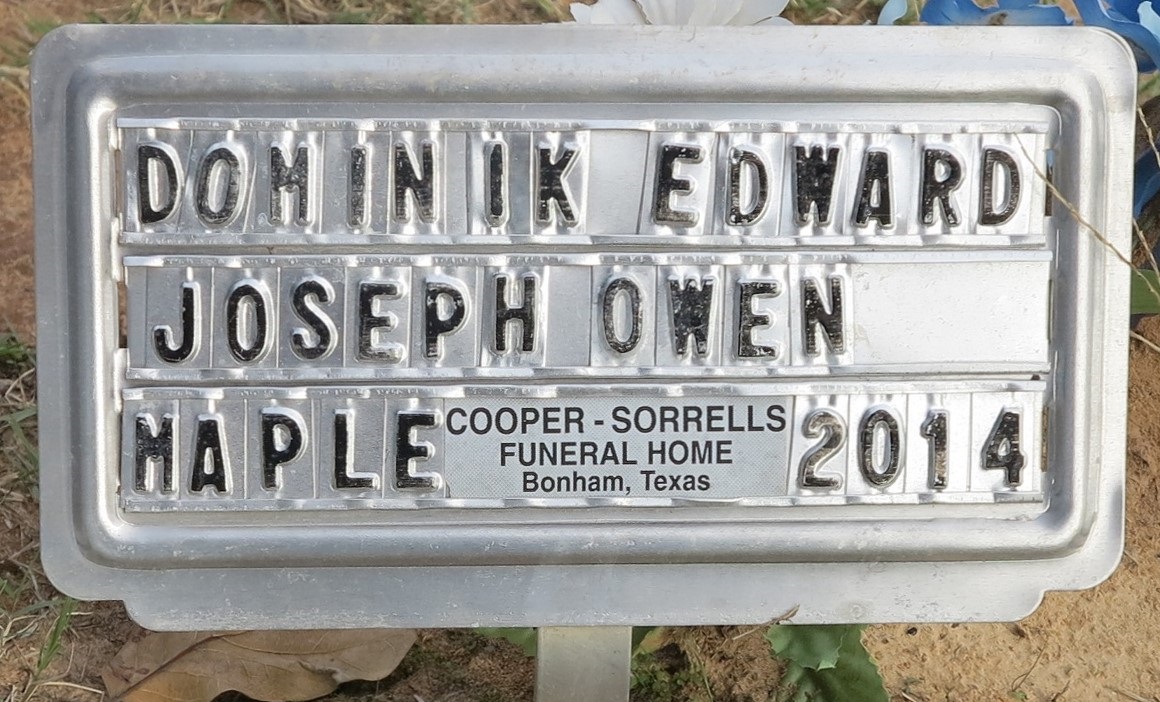 DOMINIK EDWARD
JOSEPH OWEN
MAPLE 2014
COOPER - SORRELLS
FUNERAL HOME
Bonham, Texas